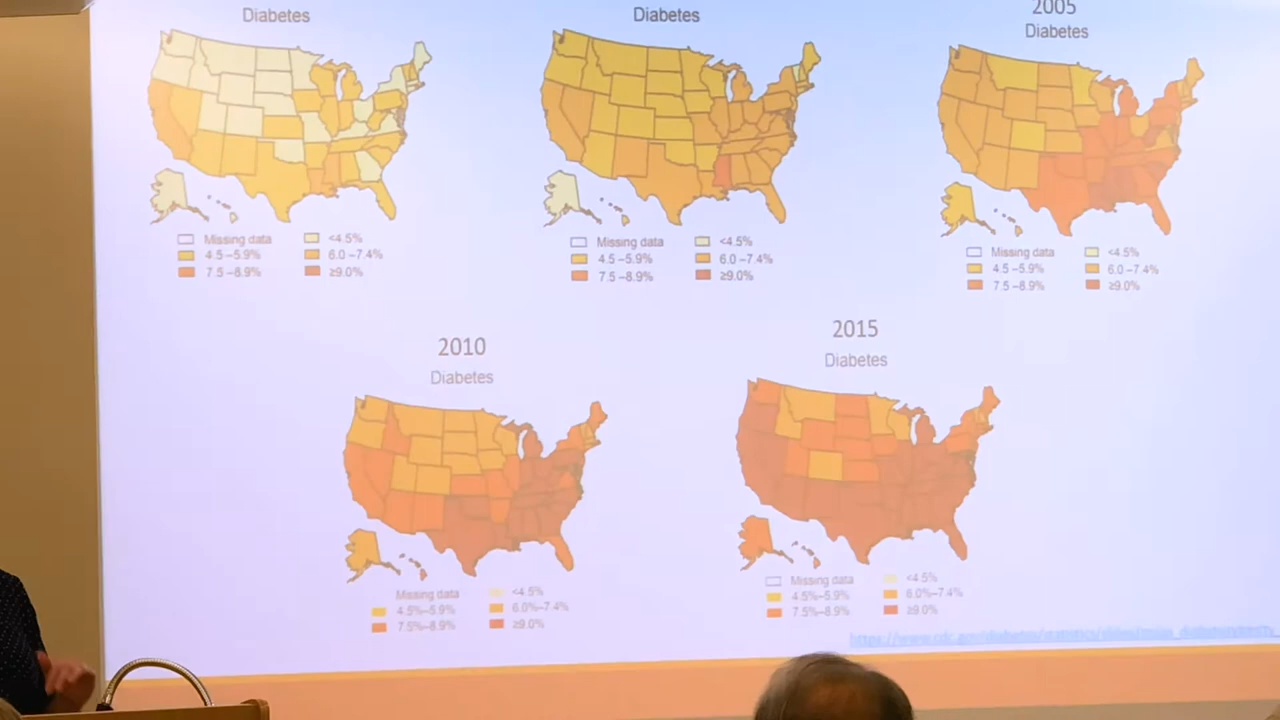 Diabetes
Missing data <4.5%
4.5–5.9% 6.0–7.4%
7.5–8.9% ≥9.0%
Diabetes
Missing data <4.5%
4.5–5.9% 6.0–7.4%
7.5–8.9% ≥9.0%
2005
Diabetes
Missing data <4.5%
4.5–5.9% 6.0–7.4%
7.5–8.9% ≥9.0%
2010
Diabetes
Missing data <4.5%
4.5%–5.9% 6.0%–7.4%
7.5%–8.9% ≥9.0%
2015
Diabetes
Missing data <4.5%
4.5%–5.9% 6.0%–7.4%
7.5%–8.9% ≥9.0%